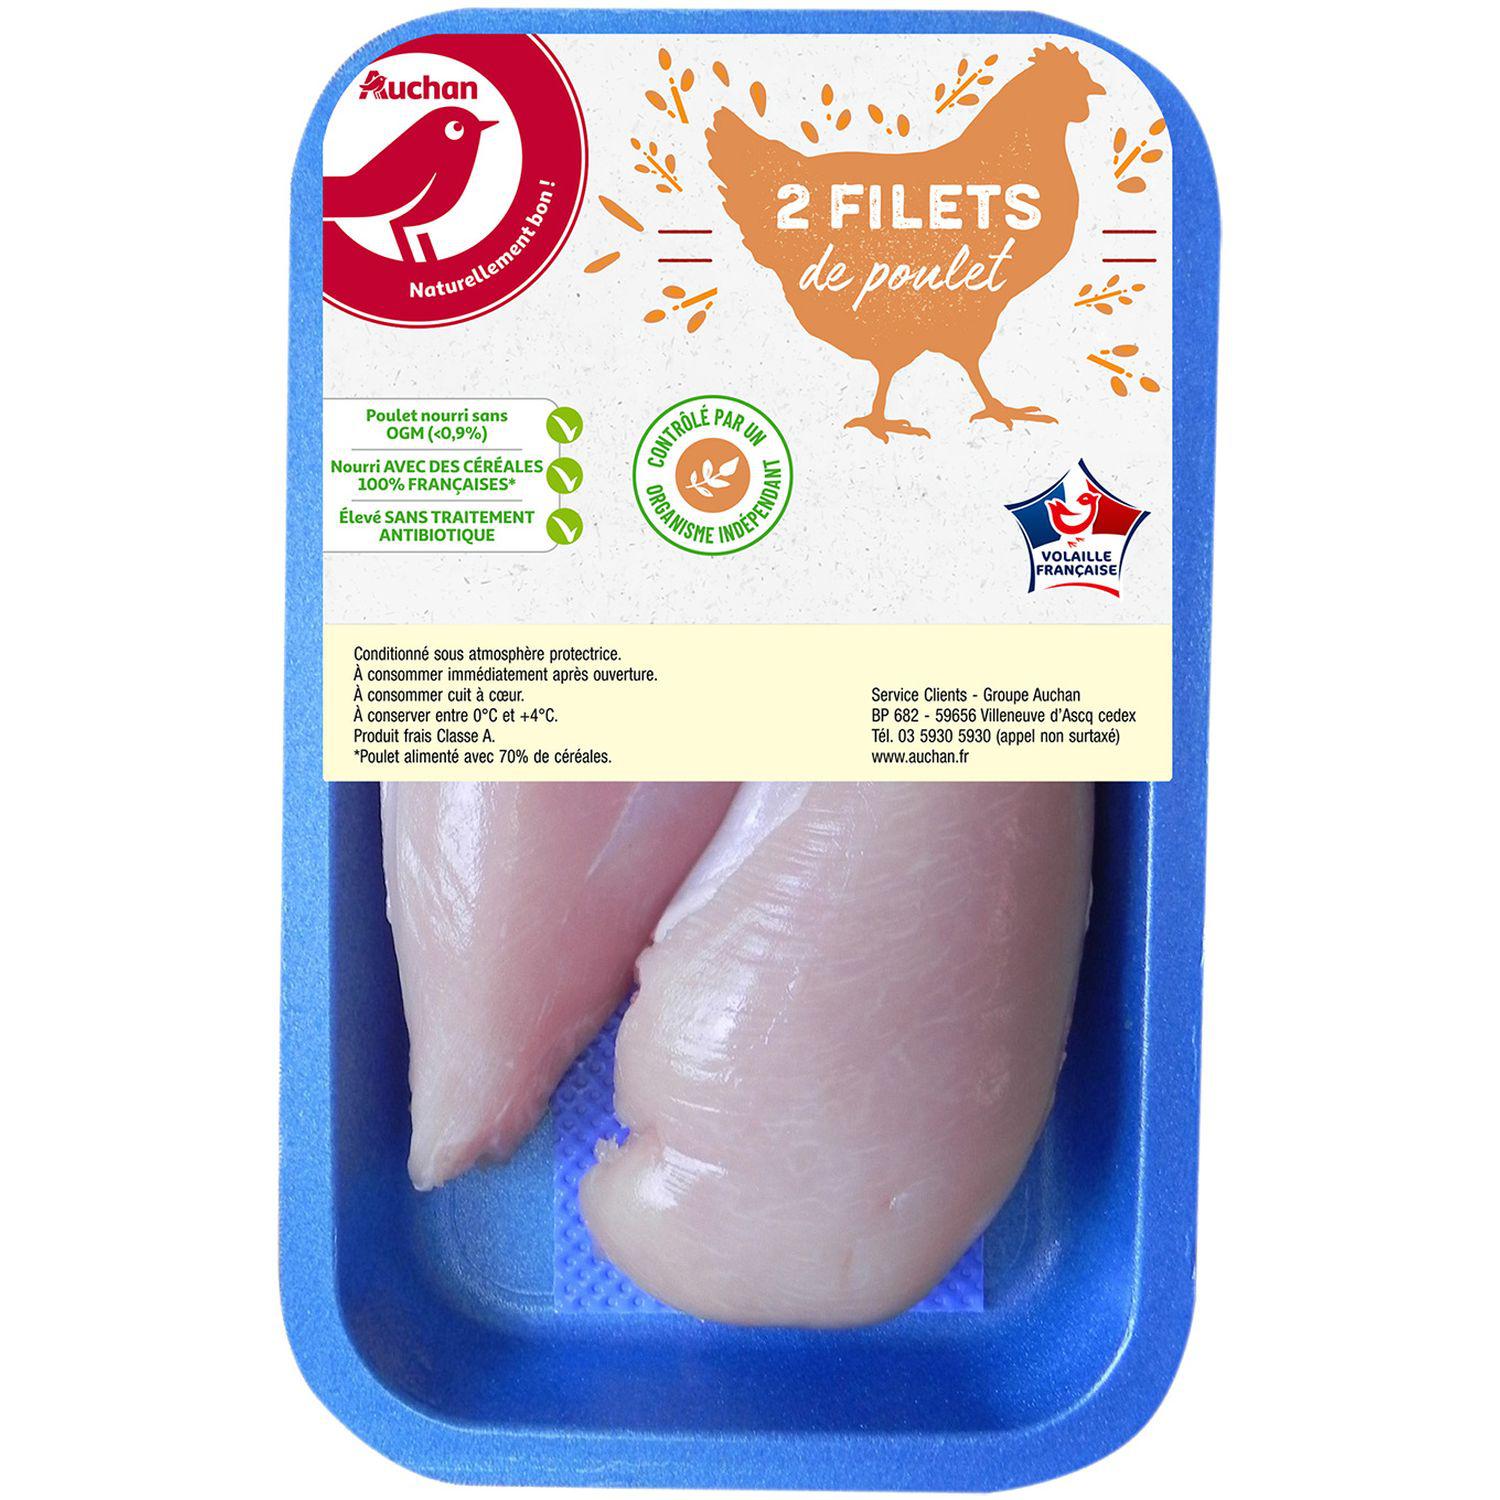 Auchan
Naturellement bon !
2 FILETS
de poulet
Poulet nourri sans
OGM (<0,9%)
Nourri AVEC DES CÉRÉALES
100% FRANÇAISES*
Élevé SANS TRAITEMENT
ANTIBIOTIQUE
CONTRÔLÉ PAR UN
ORGANISME INDÉPENDANT
VOLAILLE
FRANÇAISE
Conditionné sous atmosphère protectrice.
À consommer immédiatement après ouverture.
À consommer cuit à cœur.
À conserver entre 0°C et +4°C.
Produit frais Classe A.
*Poulet alimenté avec 70% de céréales.
Service Clients - Groupe Auchan
BP 682 - 59656 Villeneuve d'Ascq cedex
Tél. 03 5930 5930 (appel non surtaxé)
www.auchan.fr